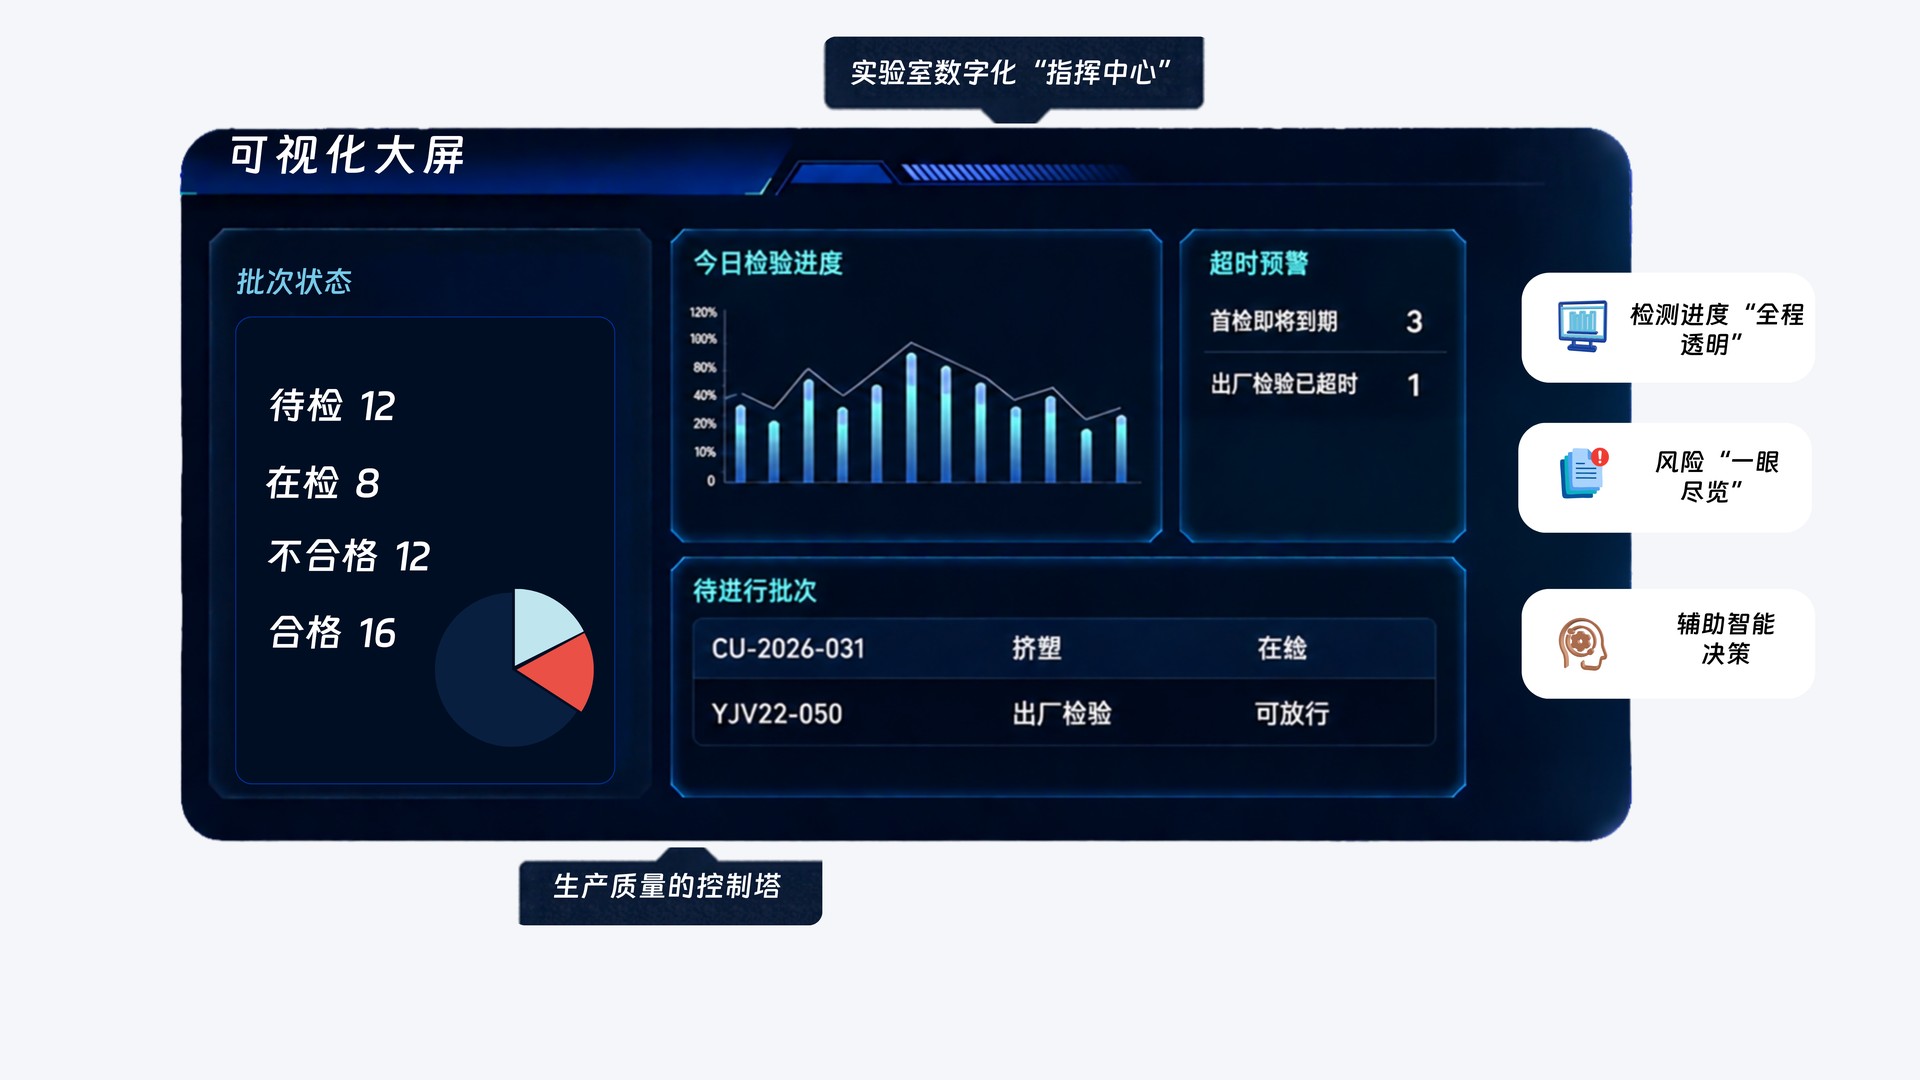 实验室数字化“指挥中心”
可视化大屏
批次状态
待检 12
在检 8
不合格 12
合格 16
今日检验进度
120%
100%
80%
40%
20%
10%
0
超时预警
首检即将到期 3
出厂检验已超时 1
待进行批次
CU-2026-031 挤塑 在检
YJV22-050 出厂检验 可放行
检测进度“全程
透明”
风险“一眼
尽览”
辅助智能
决策
生产质量的控制塔